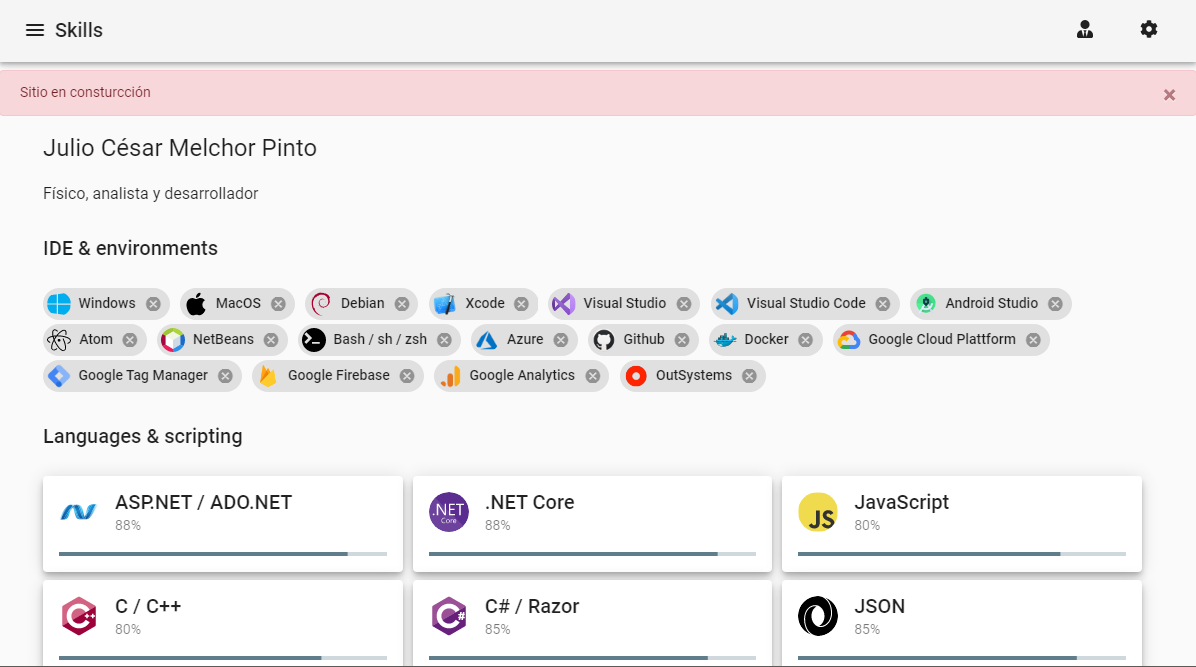 Skills
Sitio en consturcción
×
Julio César Melchor Pinto
Físico, analista y desarrollador
IDE & environments
Windows MacOS Debian Xcode Visual Studio Visual Studio Code Android Studio
Atom NetBeans Bash / sh / zsh Azure Github Docker Google Cloud Plattform
Google Tag Manager Google Firebase Google Analytics OutSystems
Languages & scripting
ASP.NET / ADO.NET
88%
.NET Core
.NET Core
88%
JS
JavaScript
80%
C++
C / C++
80%
C#
C# / Razor
85%
JSON
85%